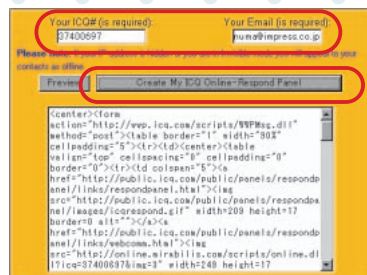 Your ICQ# (is required):
Your Email (is required):
37400697
numa@impress.co.jp
Please note:
contacts as offline
Preview
Create My ICQ Online-Respond Panel
<center><form
action="http://wwp.icq.com/scripts/WWPMsg.dll"
method="post"><table border="1" width="90%"
cellpadding="5"><tr><td><center><table
valign="top" cellspacing="0" cellpadding="0"
border="0"><tr><td colspan="5"><a
href="http://public.icq.com/public/panels/respondp
anel/links/respondpanel.html"><img
src="http://public.icq.com/public/panels/respondpa
nel/images/icqrespond.gif" width=209 height=17
border=0 alt=""></a><a
href="http://public.icq.com/public/panels/respondp
anel/links/webcomm.html"><img
src="http://online.mirabilis.com/scripts/online.dl
l?icq=37400697&img=3" width=249 height=17